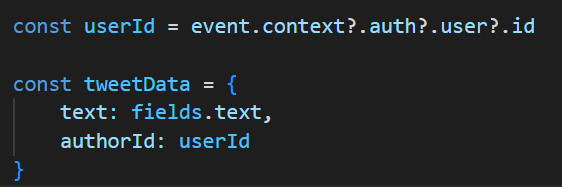 const userId = event.context?.auth?.user?.id
const tweetData = {
text: fields.text,
authorId: userId
}